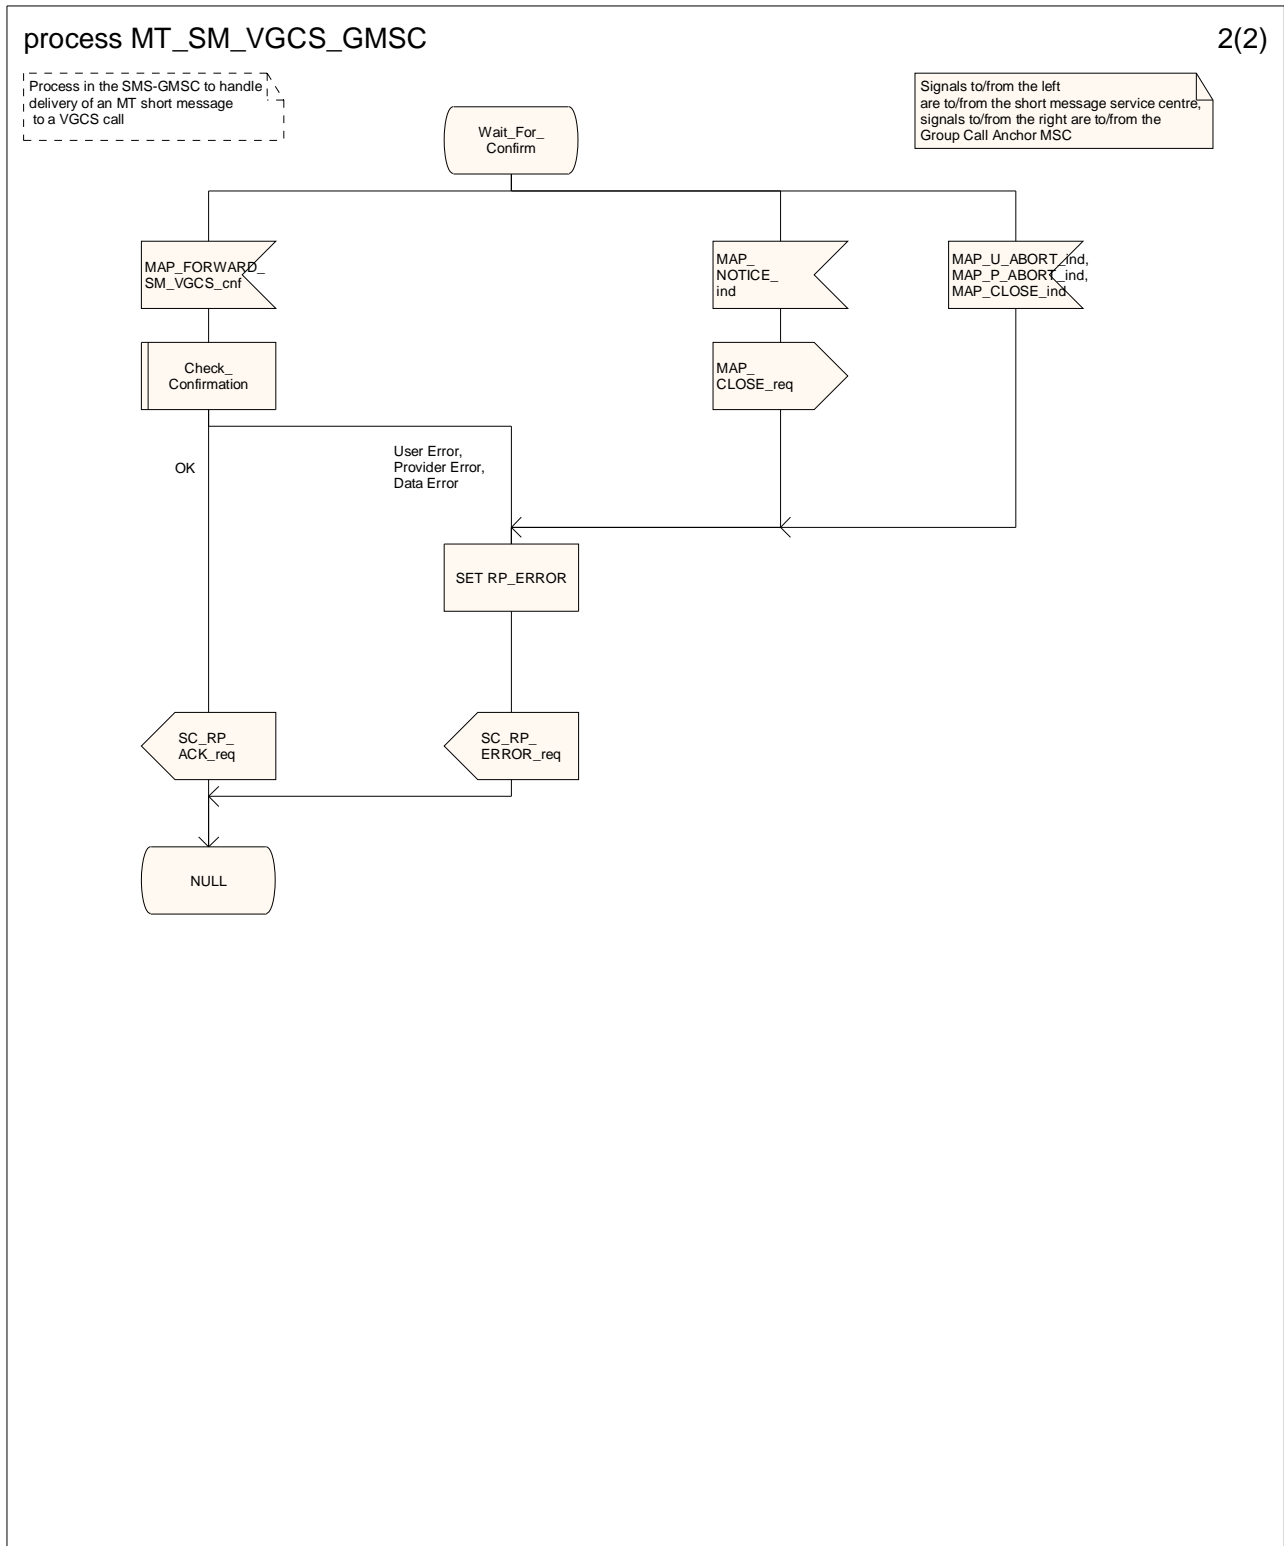 process MT_SM_VGCS_GMSC
2(2)
Process in the SMS-GMSC to handle
delivery of an MT short message
to a VGCS call
Signals to/from the left
are to/from the short message service centre,
signals to/from the right are to/from the
Group Call Anchor MSC
Wait_For_
Confirm
MAP_FORWARD_
SM_VGCS_cnf
MAP_
NOTICE_
ind
MAP_U_ABORT_ind,
MAP_P_ABORT_ind,
MAP_CLOSE_ind
Check_
Confirmation
MAP_
CLOSE_req
OK
User Error,
Provider Error,
Data Error
SET RP_ERROR
SC_RP_
ACK_req
SC_RP_
ERROR_req
NULL